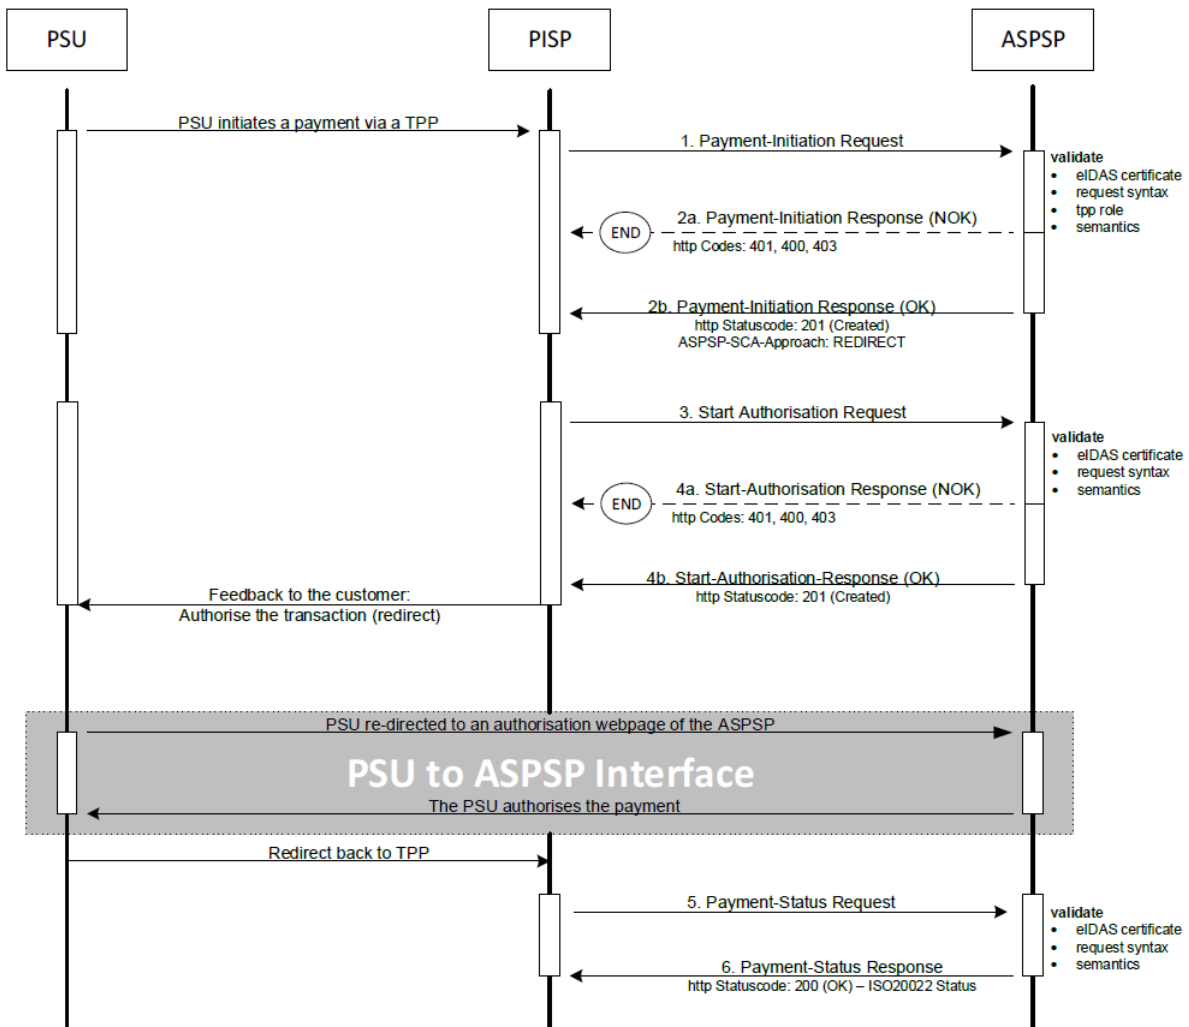 PSU
PISP
ASPSP
PSU initiates a payment via a TPP
1. Payment-Initiation Request
validate
• eIDAS certificate
• request syntax
• tpp role
• semantics
2a. Payment-Initiation Response (NOK)
END
http Codes: 401, 400, 403
2b. Payment-Initiation Response (OK)
http Statuscode: 201 (Created)
ASPSP-SCA-Approach: REDIRECT
3. Start Authorisation Request
validate
• eIDAS certificate
• request syntax
• semantics
4a. Start-Authorisation Response (NOK)
END
http Codes: 401, 400, 403
4b. Start-Authorisation-Response (OK)
http Statuscode: 201 (Created)
Feedback to the customer:
Authorise the transaction (redirect)
PSU re-directed to an authorisation webpage of the ASPSP
PSU to ASPSP Interface
The PSU authorises the payment
Redirect back to TPP
5. Payment-Status Request
validate
• eIDAS certificate
• request syntax
• semantics
6. Payment-Status Response
http Statuscode: 200 (OK) – ISO20022 Status